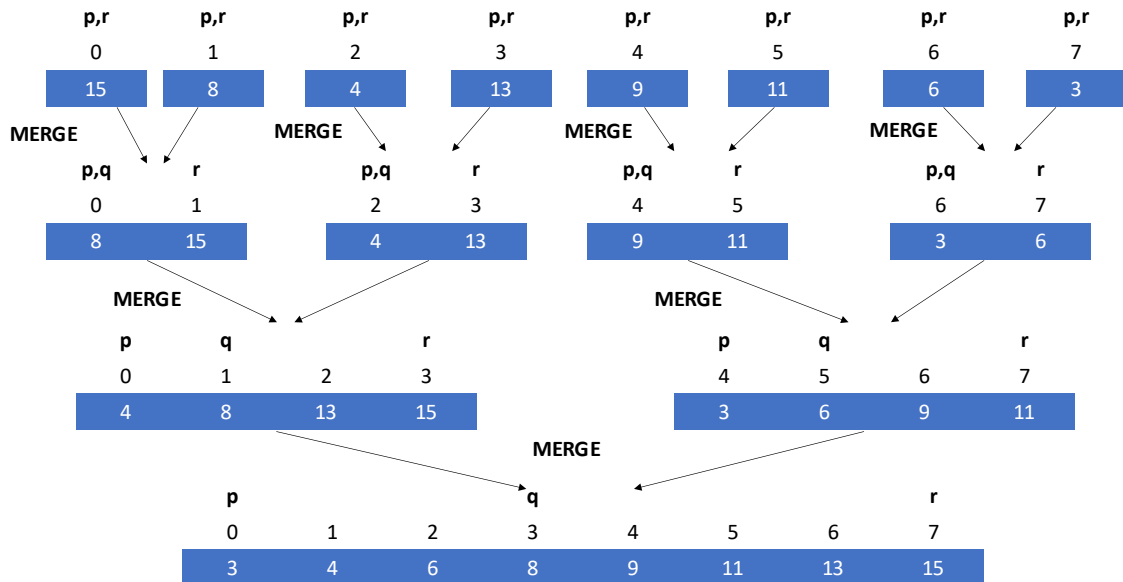 p,r p,r p,r p,r p,r p,r p,r p,r
0 1 2 3 4 5 6 7
15 8 4 13 9 11 6 3
MERGE MERGE MERGE MERGE
p,q r p,q r p,q r p,q r
0 1 2 3 4 5 6 7
8 15 4 13 9 11 3 6
MERGE MERGE
p q r p q r
0 1 2 3 4 5 6 7
4 8 13 15 3 6 9 11
MERGE
p q r
0 1 2 3 4 5 6 7
3 4 6 8 9 11 13 15